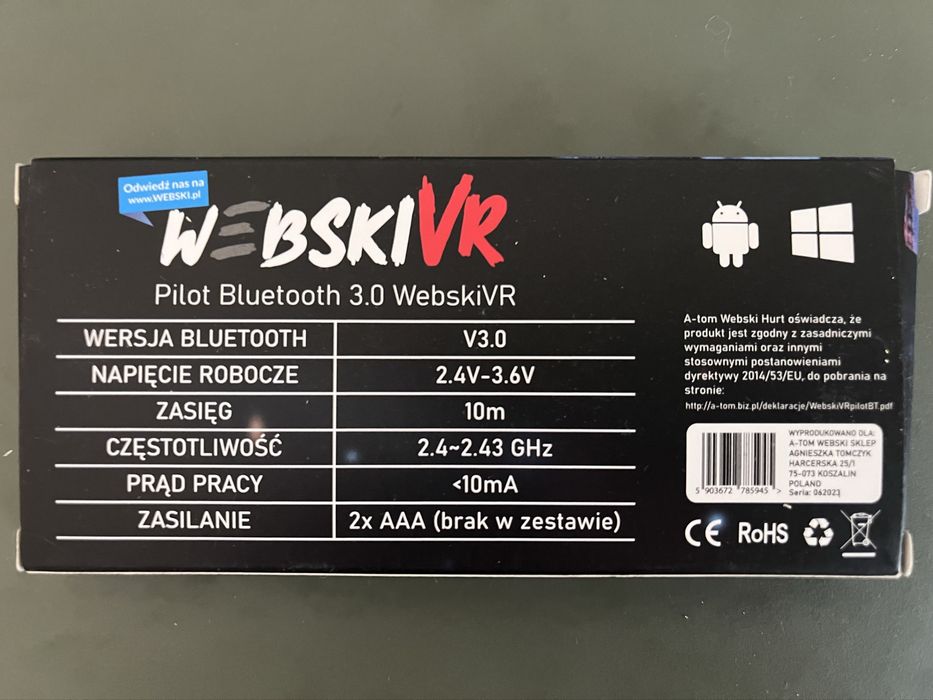 Odwiedź nas na
www.WEBSKI.pl
WEBSKIVR
Pilot Bluetooth 3.0 WebskiVR
WERSJA BLUETOOTH V3.0
NAPIĘCIE ROBOCZE 2.4V-3.6V
ZASIĘG 10m
CZĘSTOTLIWOŚĆ 2.4~2.43 GHz
PRĄD PRACY <10mA
ZASILANIE 2x AAA (brak w zestawie)
A-tom Webski Hurt oświadcza, że
produkt jest zgodny z zasadniczymi
wymaganiami oraz innymi
stosownymi postanowieniami
dyrektywy 2014/53/EU, do pobrania na
stronie:
http://a-tom.biz.pl/deklaracje/WebskiVRpilotBT.pdf
5 903672 785945 >
WYPRODUKOWANO DLA:
A-TOM WEBSKI SKLEP
AGNIESZKA TOMCZYK
HARCERSKA 25/1
75-073 KOSZALIN
POLAND
Seria: 062023
CE RoHS